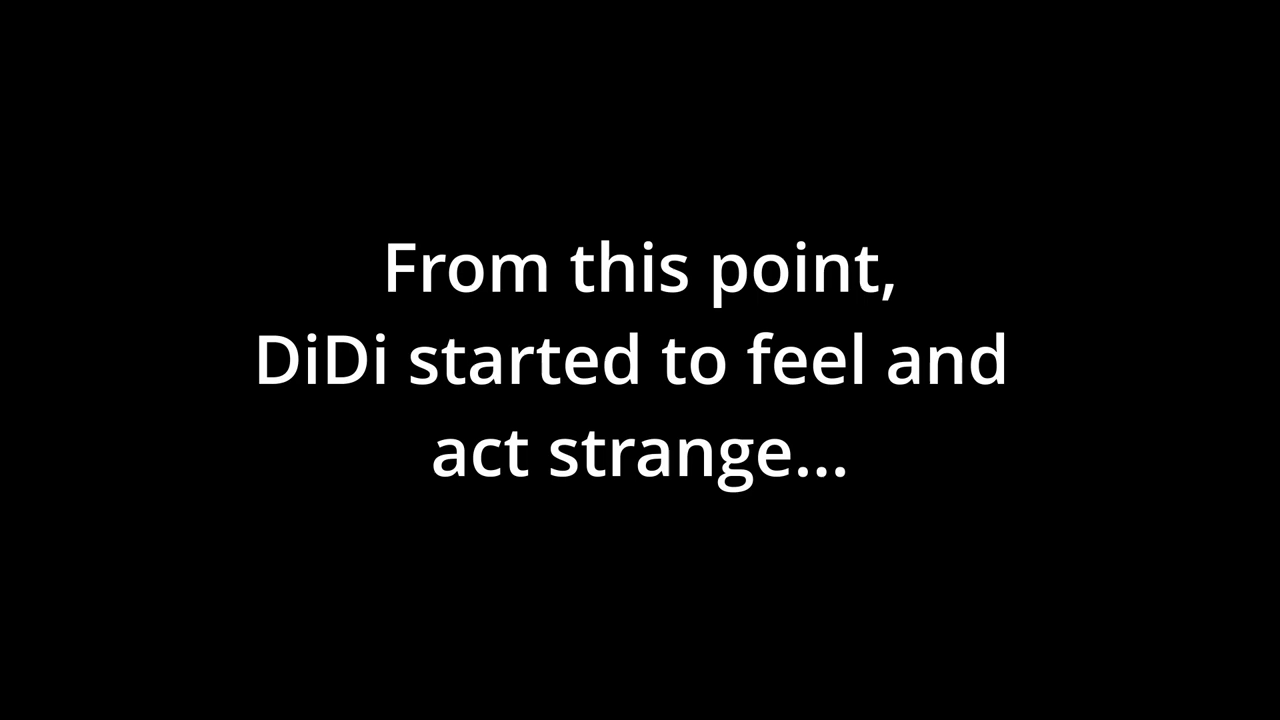 From this point,
DiDi started to feel and
act strange...